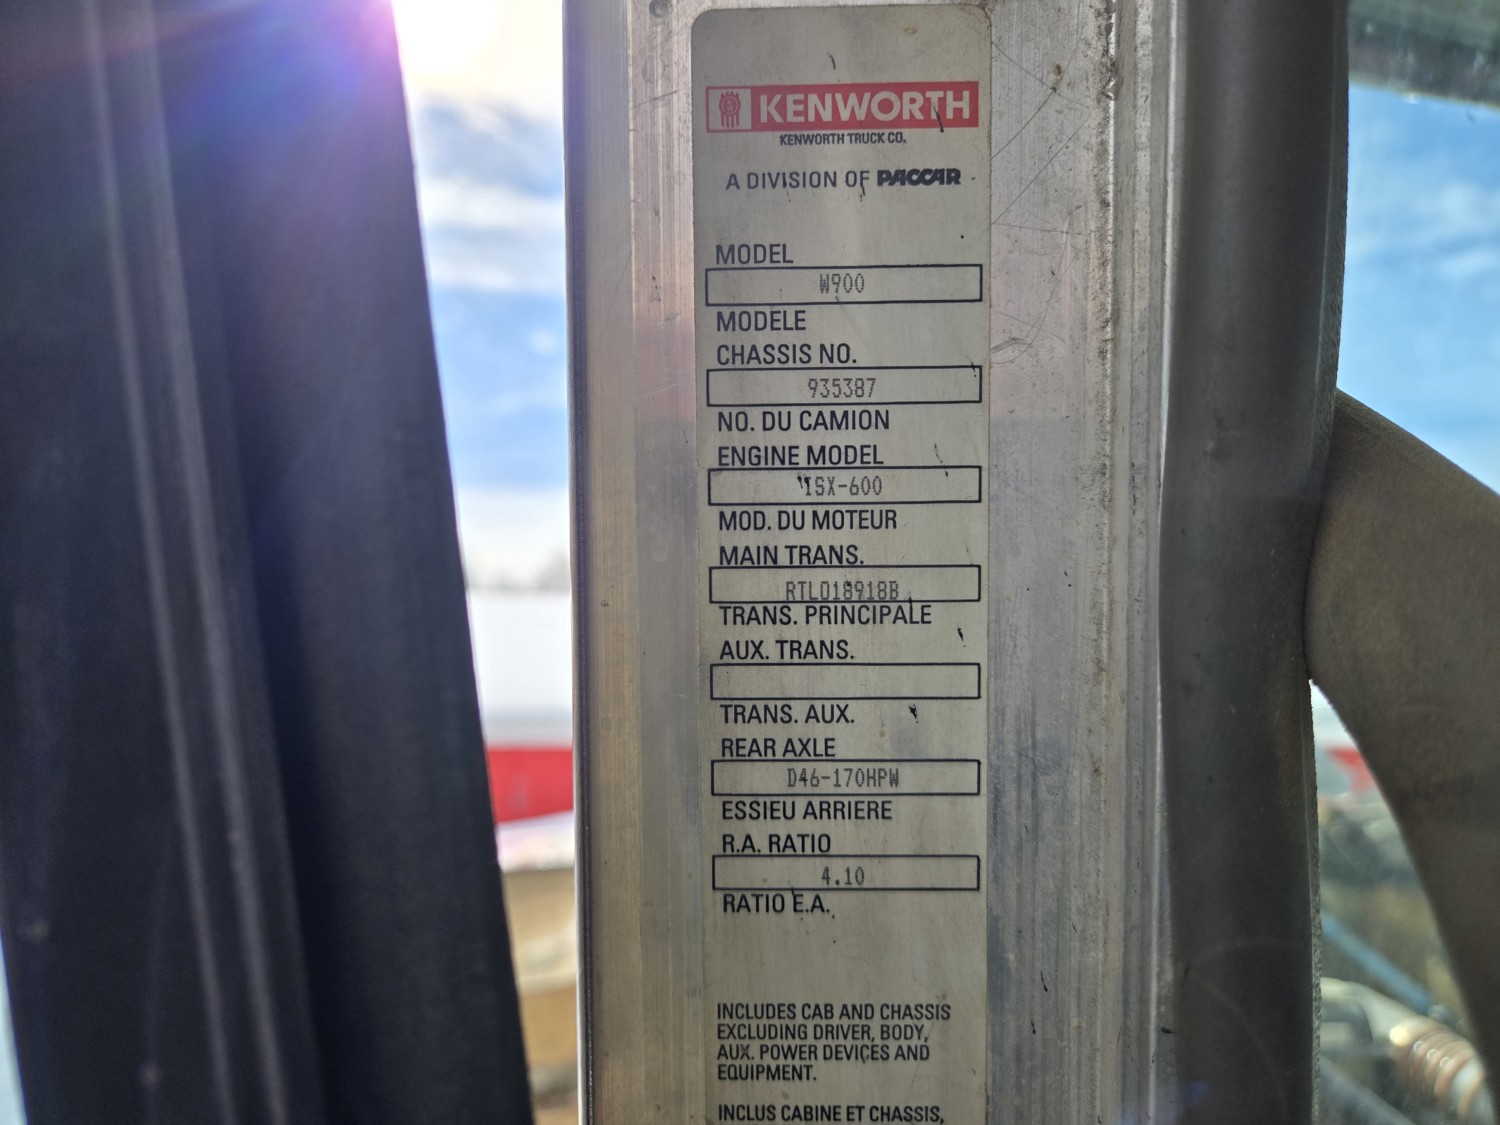 KENWORTH
KENWORTH TRUCK CO.
A DIVISION OF PACCAR
MODEL
W900
MODELE
CHASSIS NO.
935387
NO. DU CAMION
ENGINE MODEL
ISX-600
MOD. DU MOTEUR
MAIN TRANS.
RTLO18918B
TRANS. PRINCIPALE
AUX. TRANS.
TRANS. AUX.
REAR AXLE
D46-170HPW
ESSIEU ARRIERE
R.A. RATIO
4.10
RATIO E.A.
INCLUDES CAB AND CHASSIS
EXCLUDING DRIVER, BODY,
AUX. POWER DEVICES AND
EQUIPMENT.
INCLUS CABINE ET CHASSIS,